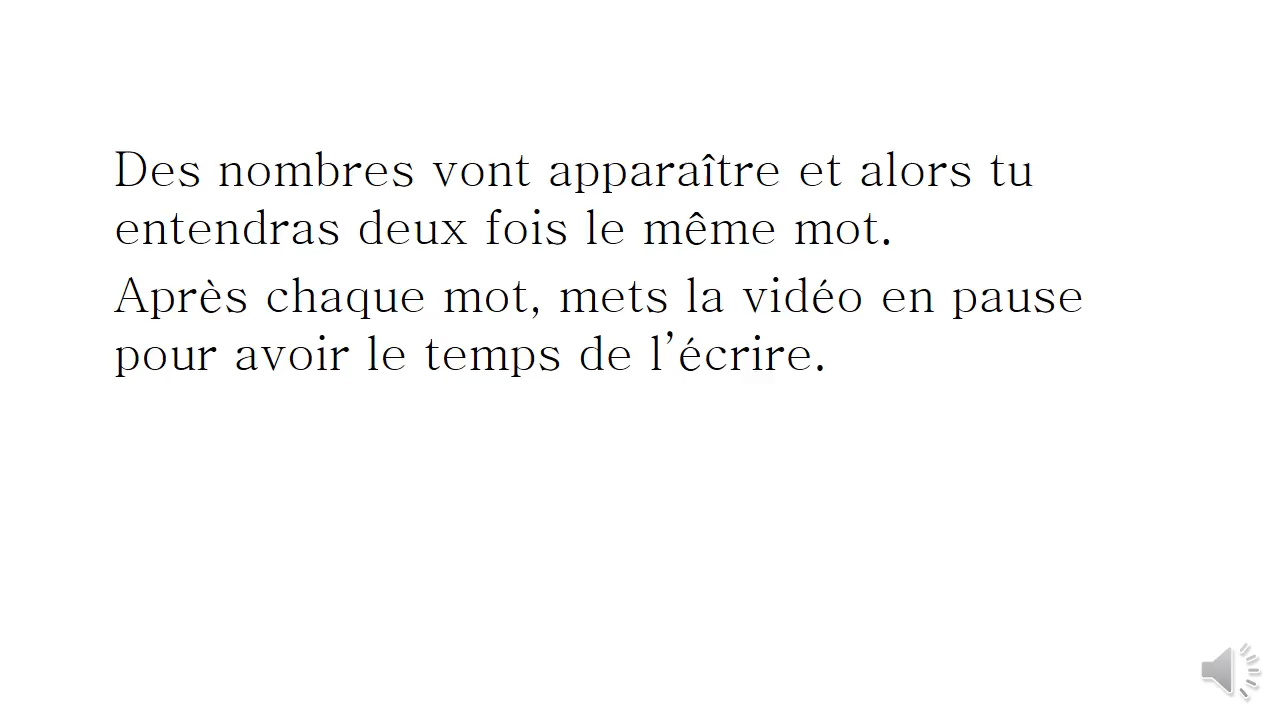 Des nombres vont apparaître et alors tu
entendras deux fois le même mot.
Après chaque mot, mets la vidéo en pause
pour avoir le temps de l’écrire.